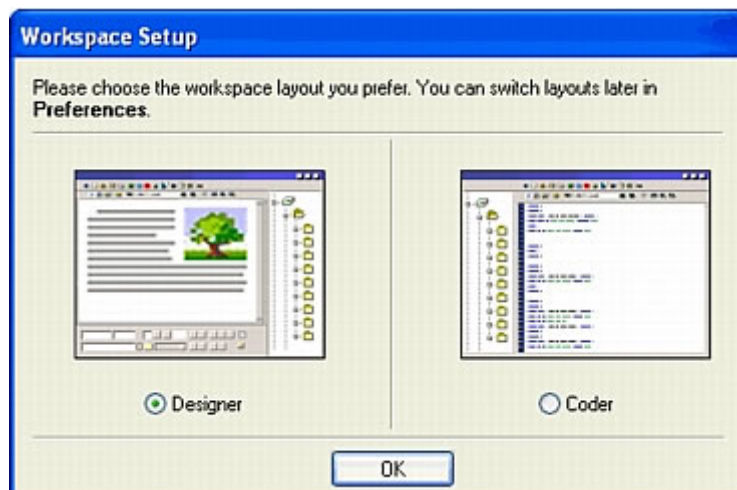 Workspace Setup
Please choose the workspace layout you prefer. You can switch layouts later in
Preferences.
Designer
Coder
OK